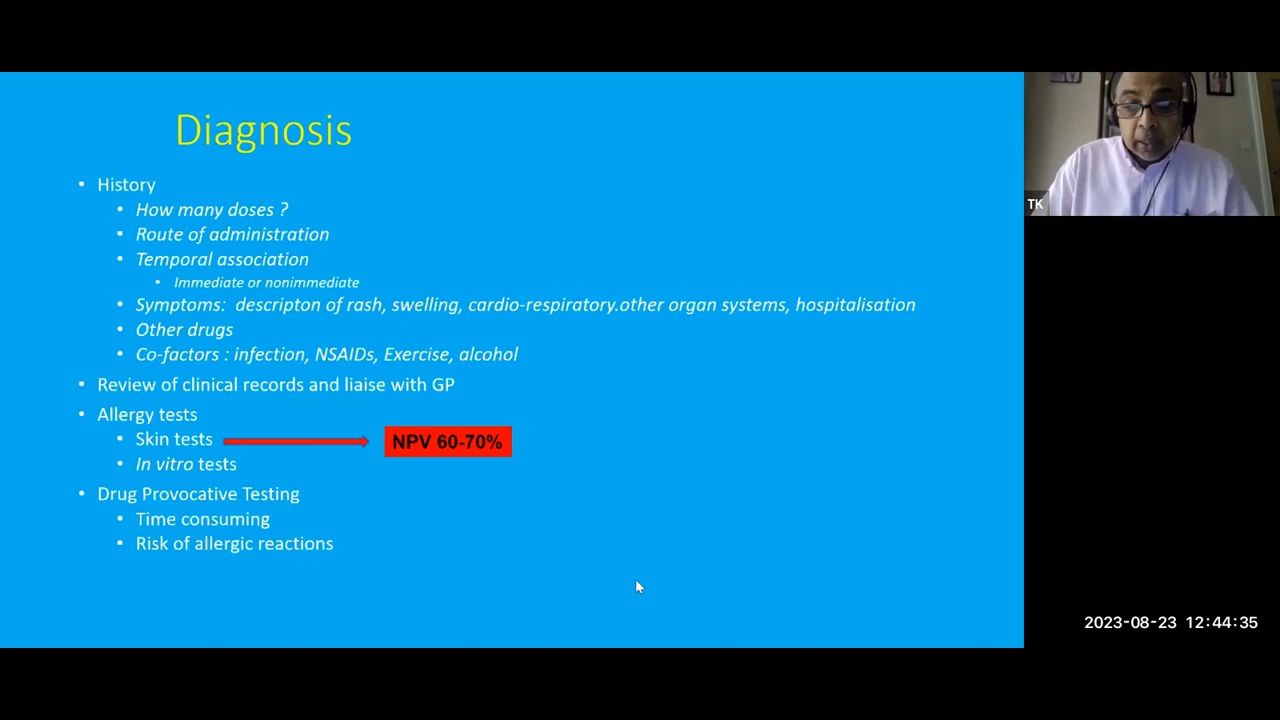 Diagnosis
• History
• How many doses ?
• Route of administration
• Temporal association
• Immediate or nonimmediate
• Symptoms: descripton of rash, swelling, cardio-respiratory.other organ systems, hospitalisation
• Other drugs
• Co-factors : infection, NSAIDs, Exercise, alcohol
• Review of clinical records and liaise with GP
• Allergy tests
• Skin tests
NPV 60-70%
• In vitro tests
• Drug Provocative Testing
• Time consuming
• Risk of allergic reactions
TK
2023-08-23 12:44:35